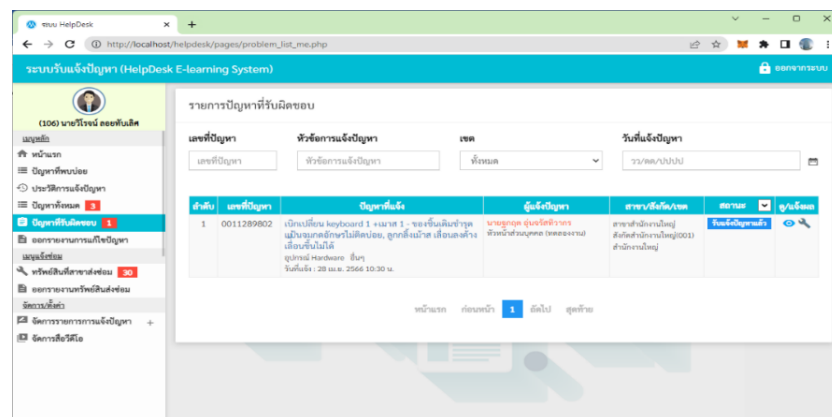 ระบบ HelpDesk
http://localhost/helpdesk/pages/problem_list_me.php
ระบบรับแจ้งปัญหา (HelpDesk E-learning System)
ออกจากระบบ
(106) นายวิโรจน์ ลอยทับเลิศ
เมนูหลัก
หน้าแรก
ปัญหาที่พบบ่อย
ประวัติการแจ้งปัญหา
ปัญหาทั้งหมด 3
ปัญหาที่รับผิดชอบ 1
ออกรายงานการแก้ไขปัญหา
เมนูแจ้งซ่อม
ทรัพย์สินที่สาขาส่งซ่อม 30
ออกรายงานทรัพย์สินส่งซ่อม
จัดการ/ตั้งค่า
จัดการรายการการแจ้งปัญหา +
จัดการสื่อวีดีโอ
รายการปัญหาที่รับผิดชอบ
เลขที่ปัญหา หัวข้อการแจ้งปัญหา เขต วันที่แจ้งปัญหา
เลขที่ปัญหา หัวข้อการแจ้งปัญหา ทั้งหมด วว/ดด/ปปปป
ลำดับ เลขที่ปัญหา ปัญหาที่แจ้ง ผู้แจ้งปัญหา สาขา/สังกัด/เขต สถานะ ดู/แจ้งผล
1 0011289802
เบิกเปลี่ยน keyboard 1 +เมาส 1 - ของชิ้นเดิมชำรุด
แป้นจมกดอักษรไม่ติดบ่อย, ลูกกลิ้งเม้าส เลื่อนลงค้าง
เลื่อนขึ้นไม่ได้
อุปกรณ์ Hardware อื่นๆ
วันที่แจ้ง : 28 เม.ย. 2566 10:30 น.
หัวหน้าส่วนบุคคล (ทดลองงาน)
สาขาสำนักงานใหญ่
สังกัดสำนักงานใหญ่(001)
สำนักงานใหญ่
รับแจ้งปัญหาแล้ว
หน้าแรก ก่อนหน้า 1 ถัดไป สุดท้าย